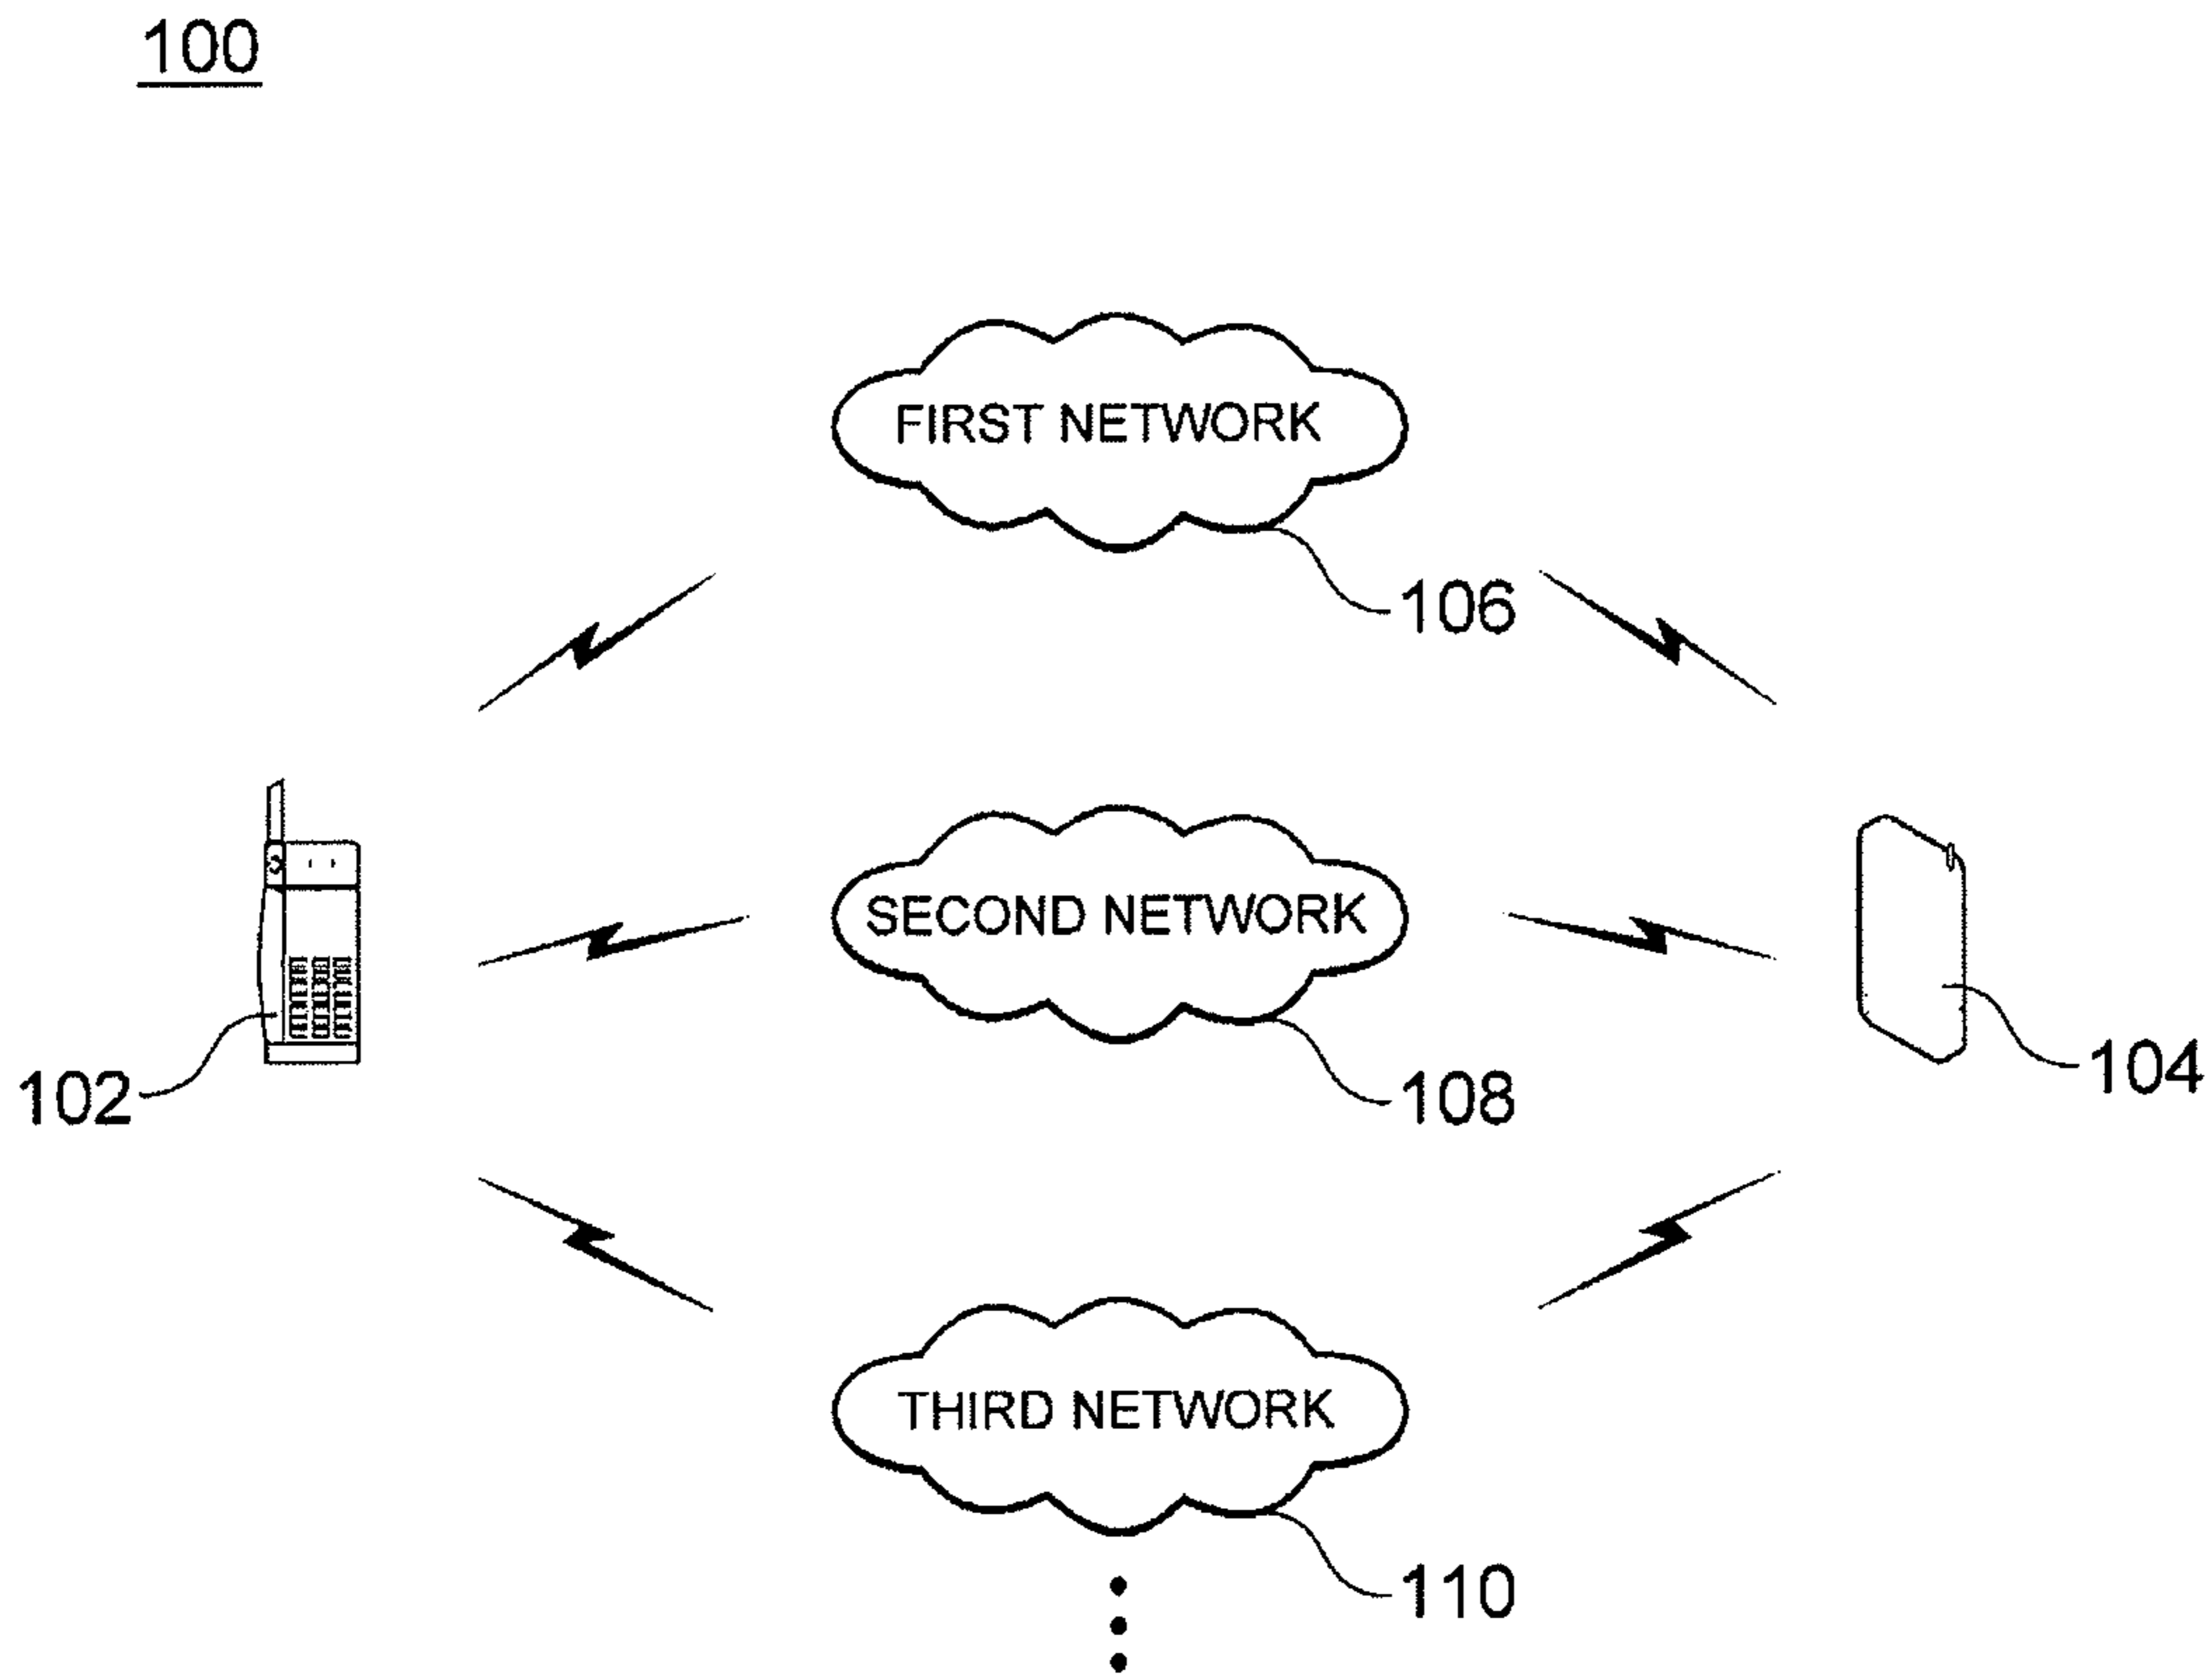 100
FIRST NETWORK
106
SECOND NETWORK
102
108
104
THIRD NETWORK
110